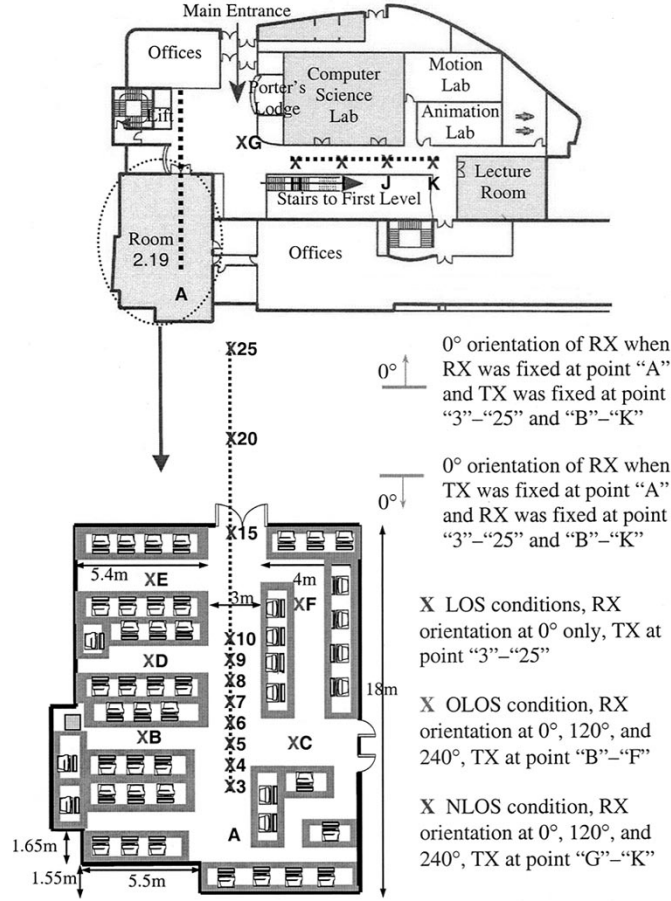 Main Entrance
Offices
Computer
Science
Lab
Motion
Lab
Porter's
Lodge
Animation
Lab
Lift
XG
X X X X
J K
Lecture
Room
Stairs to First Level
Room
2.19
Offices
A
X25
0° orientation of RX when
RX was fixed at point “A”
and TX was fixed at point
“3”–“25” and “B”–“K”
0°
X20
0° orientation of RX when
TX was fixed at point “A”
and RX was fixed at point
“3”–“25” and “B”–“K”
0°
X15
5.4m
4m
XE
3m
XF
X LOS conditions, RX
orientation at 0° only, TX at
point “3”–“25”
X10
X9
XD
X8
18m
X7
X6
X OLOS condition, RX
orientation at 0°, 120°, and
240°, TX at point “B”–“F”
XB
X5
XC
X4
X3
X NLOS condition, RX
orientation at 0°, 120°, and
240°, TX at point “G”–“K”
A
1.65m
1.55m
5.5m